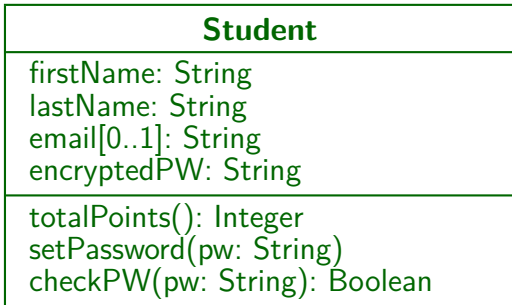 Student
firstName: String
lastName: String
email[0..1]: String
encryptedPW: String
totalPoints(): Integer
setPassword(pw: String)
checkPW(pw: String): Boolean